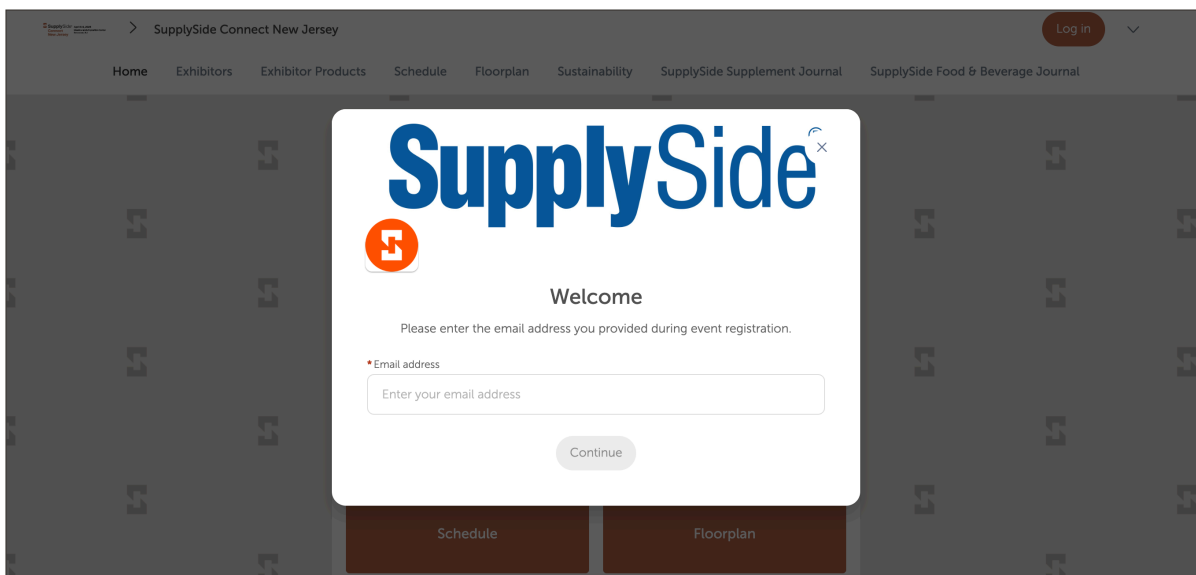 SupplySide Connect New Jersey
Log in
Home Exhibitors Exhibitor Products Schedule Floorplan Sustainability SupplySide Supplement Journal SupplySide Food & Beverage Journal
SupplySide
Welcome
Please enter the email address you provided during event registration.
*Email address
Enter your email address
Continue
Schedule Floorplan